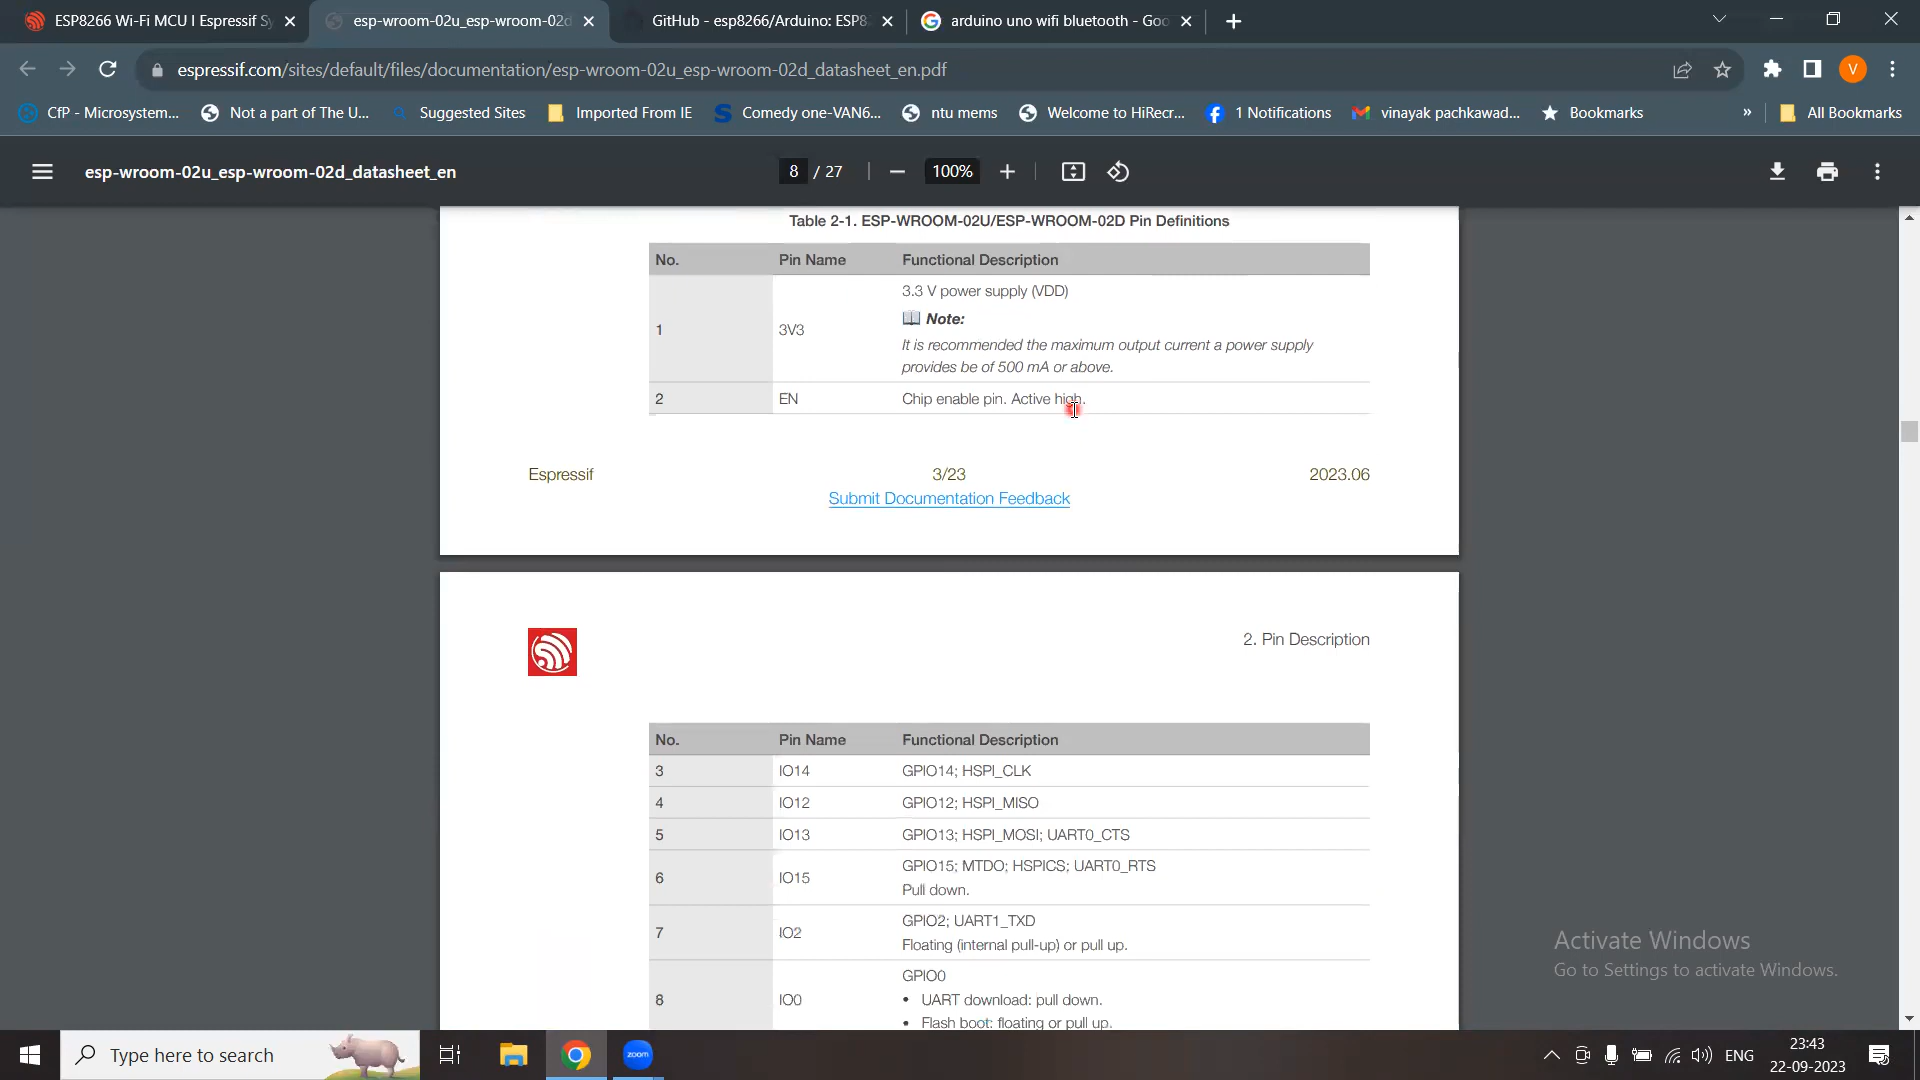 ESP8266 Wi-Fi MCU I Espressif Sy
esp-wroom-02u_esp-wroom-02d
GitHub - esp8266/Arduino: ESP8
arduino uno wifi bluetooth - Goo
espressif.com/sites/default/files/documentation/esp-wroom-02u_esp-wroom-02d_datasheet_en.pdf
V
CfP - Microsystem...
Not a part of The U...
Suggested Sites
Imported From IE
S
Comedy one-VAN6...
ntu mems
Welcome to HiRecr...
1 Notifications
vinayak pachkawad...
Bookmarks
»
All Bookmarks
esp-wroom-02u_esp-wroom-02d_datasheet_en
8 / 27
100%
Table 2-1. ESP-WROOM-02U/ESP-WROOM-02D Pin Definitions
No. Pin Name Functional Description
3.3 V power supply (VDD)
Note:
1 3V3
It is recommended the maximum output current a power supply
provides be of 500 mA or above.
2 EN Chip enable pin. Active high.
Espressif 3/23 2023.06
Submit Documentation Feedback
2. Pin Description
No. Pin Name Functional Description
3 IO14 GPIO14; HSPI_CLK
4 IO12 GPIO12; HSPI_MISO
5 IO13 GPIO13; HSPI_MOSI; UART0_CTS
6 IO15 GPIO15; MTDO; HSPICS; UART0_RTS
Pull down.
7 IO2 GPIO2; UART1_TXD
Floating (internal pull-up) or pull up.
GPIO0
8 IO0 • UART download: pull down.
• Flash boot: floating or pull up.
Activate Windows
Go to Settings to activate Windows.
Type here to search
zoom
ENG
23:43
22-09-2023